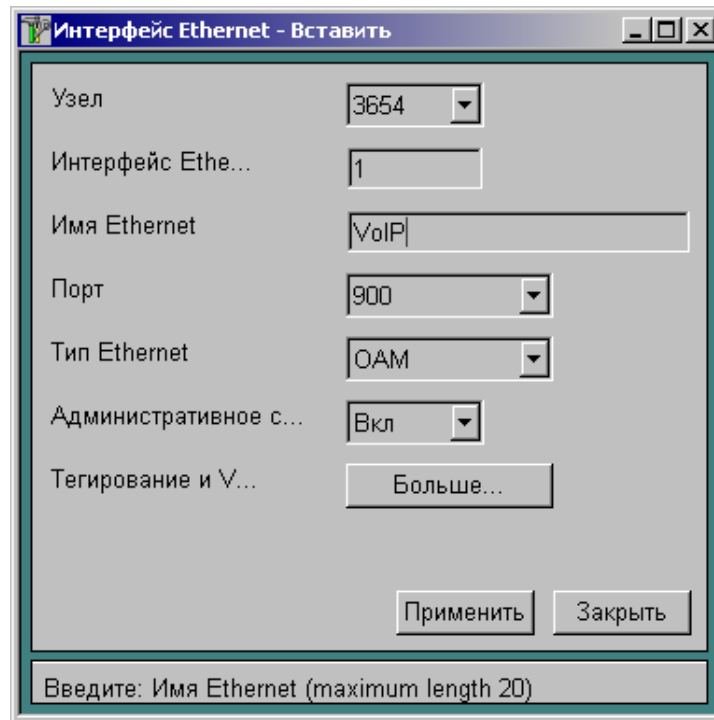 Интерфейс Ethernet - Вставить
Узел 3654
Интерфейс Ethe... 1
Имя Ethernet VoIP
Порт 900
Тип Ethernet OAM
Административное с... Вкл
Тегирование и V... Больше...
Применить Закрыть
Введите: Имя Ethernet (maximum length 20)